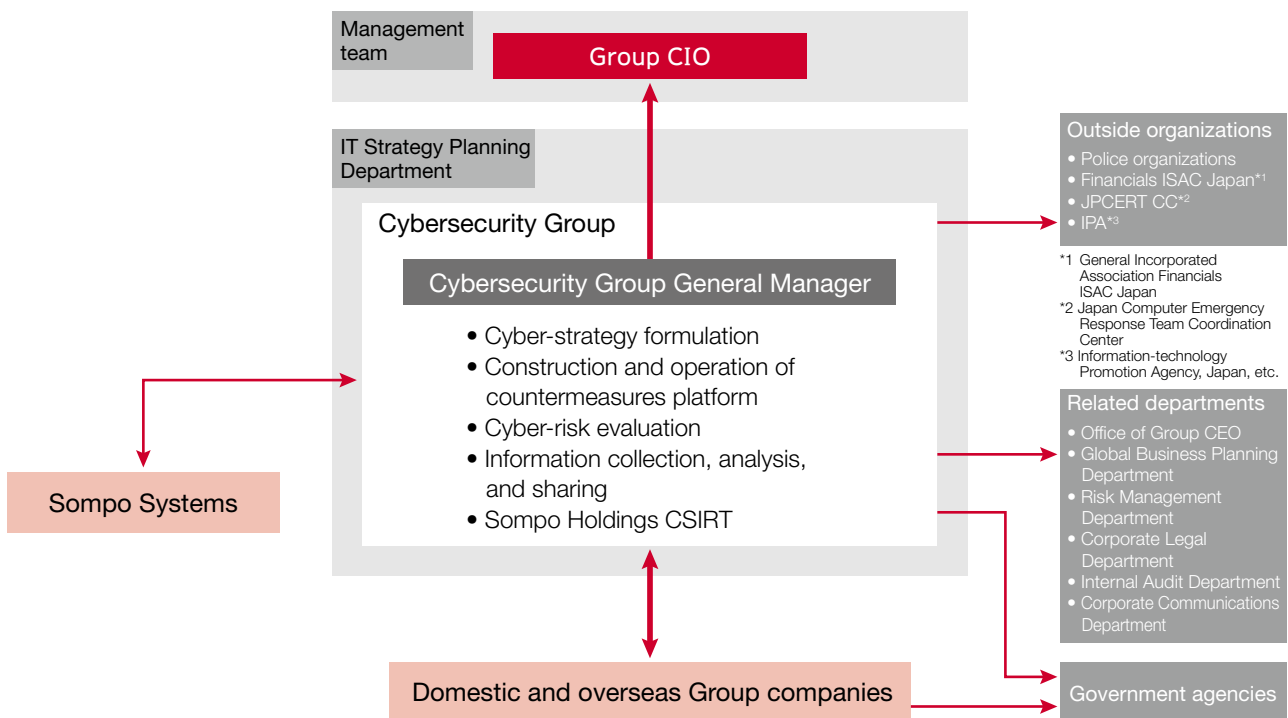 Management
team
Group CIO
IT Strategy Planning
Department
Cybersecurity Group
Cybersecurity Group General Manager
• Cyber-strategy formulation
• Construction and operation of
countermeasures platform
• Cyber-risk evaluation
• Information collection, analysis,
and sharing
• Sompo Holdings CSIRT
Sompo Systems
Domestic and overseas Group companies
Outside organizations
• Police organizations
• Financials ISAC Japan*1
• JPCERT CC*2
• IPA*3
*1 General Incorporated
Association Financials
ISAC Japan
*2 Japan Computer Emergency
Response Team Coordination
Center
*3 Information-technology
Promotion Agency, Japan, etc.
Related departments
• Office of Group CEO
• Global Business Planning
Department
• Risk Management
Department
• Corporate Legal
Department
• Internal Audit Department
• Corporate Communications
Department
Government agencies